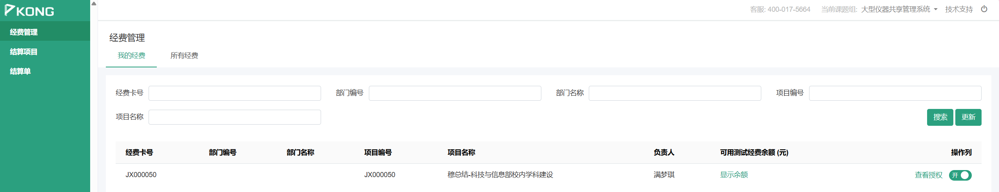 KONG
客服: 400-017-5664 当前课题组: 大型仪器共享管理系统 技术支持
经费管理
结算项目
结算单
经费管理
我的经费 所有经费
经费卡号 部门编号 部门名称 项目编号
项目名称 搜索 更新
经费卡号 部门编号 部门名称 项目编号 项目名称 负责人 可用测试经费余额 (元) 操作列
JX000050 JX000050 穆总结-科技与信息部校内学科建设 满梦琪 显示余额 查看授权 开